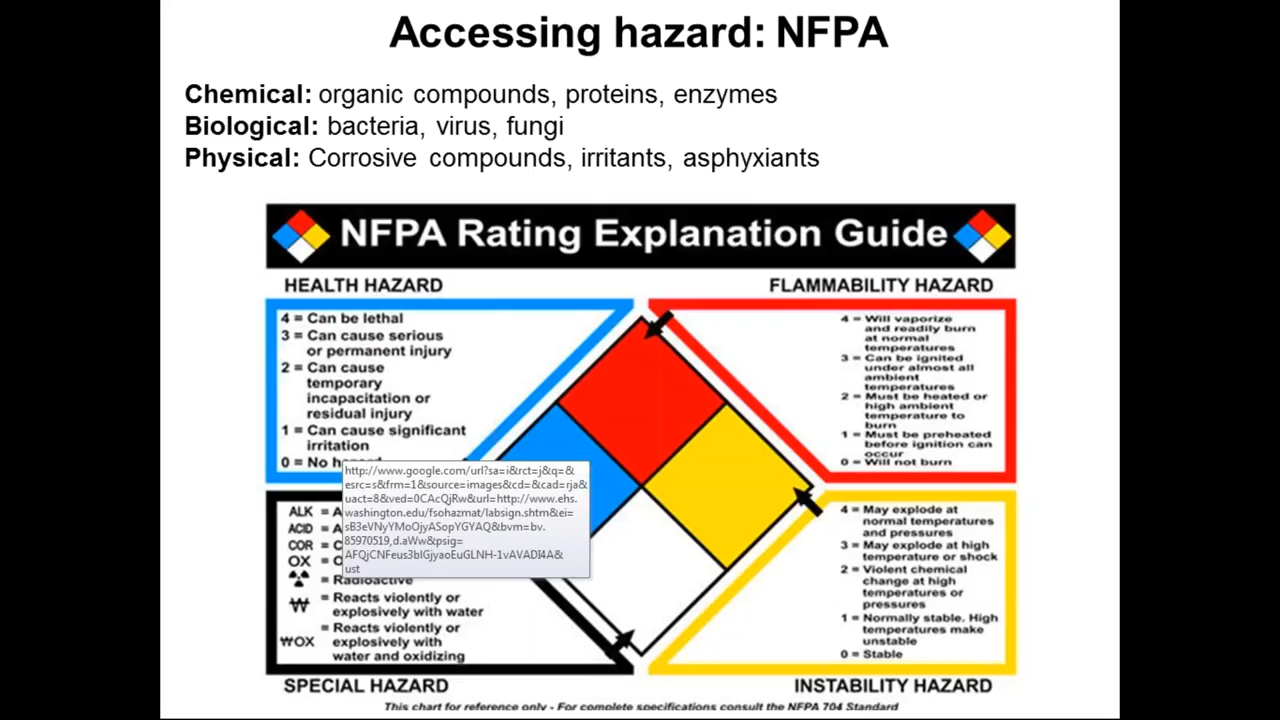 Accessing hazard: NFPA
Chemical: organic compounds, proteins, enzymes
Biological: bacteria, virus, fungi
Physical: Corrosive compounds, irritants, asphyxiants
NFPA Rating Explanation Guide
HEALTH HAZARD
4 = Can be lethal
3 = Can cause serious
or permanent injury
2 = Can cause
temporary
incapacitation or
residual injury
1 = Can cause significant
irritation
0 = No
FLAMMABILITY HAZARD
4 = Will vaporize
and readily burn
at normal
temperatures
3 = Can be ignited
under almost all
ambient
temperatures
2 = Must be heated or
high ambient
temperature to
burn
1 = Must be preheated
before ignition can
occur
0 = Will not burn
http://www.google.com/url?sa=i&rct=j&q=&
esrc=s&frm=1&source=images&cd=&cad=rja&
uact=8&ved=0CAcQjRw&url=http://www.ehs.
washington.edu/fsohazmat/labsign.shtm&ei=
sB3eVNyYMoOjyASopYGYAQ&bvm=bv.
85970519,d.aWw&psig=
AFQjCNFeus3blGjyaoEuGLNH-1vAVADI4A&
ust
ALK =
ACID =
COR =
OX =
= Radioactive
W = Reacts violently or
explosively with water
WOX = Reacts violently or
explosively with
water and oxidizing
SPECIAL HAZARD
4 = May explode at
normal temperatures
and pressures
3 = May explode at high
temperature or shock
2 = Violent chemical
change at high
temperatures or
pressures
1 = Normally stable. High
temperatures make
unstable
0 = Stable
INSTABILITY HAZARD
This chart for reference only - For complete specifications consult the NFPA 704 Standard